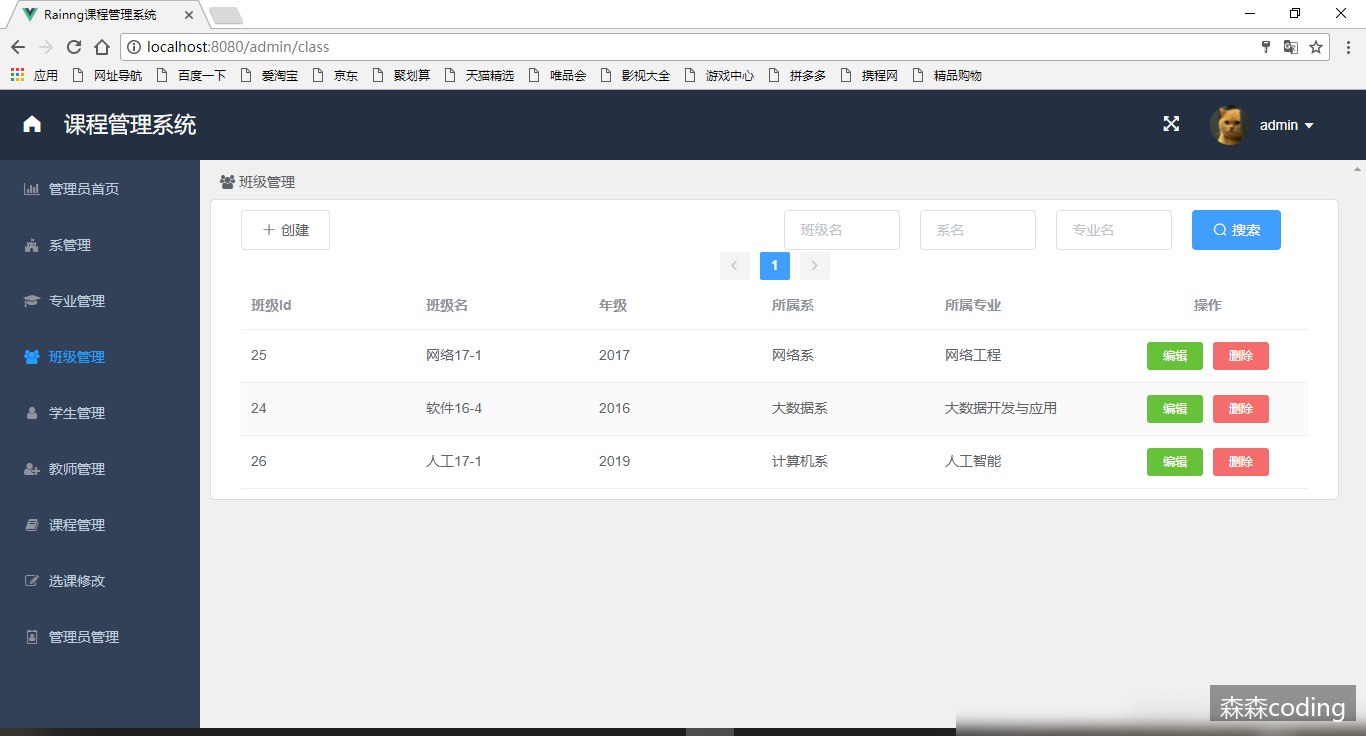 Rainng课程管理系统
localhost:8080/admin/class
应用 网址导航 百度一下 爱淘宝 京东 聚划算 天猫精选 唯品会 影视大全 游戏中心 拼多多 携程网 精品购物
课程管理系统 admin
管理员首页
系管理
专业管理
班级管理
学生管理
教师管理
课程管理
选课修改
管理员管理
班级管理
创建 班级名 系名 专业名 搜索
1
班级Id 班级名 年级 所属系 所属专业 操作
25 网络17-1 2017 网络系 网络工程 编辑 删除
24 软件16-4 2016 大数据系 大数据开发与应用 编辑 删除
26 人工17-1 2019 计算机系 人工智能 编辑 删除
森森coding